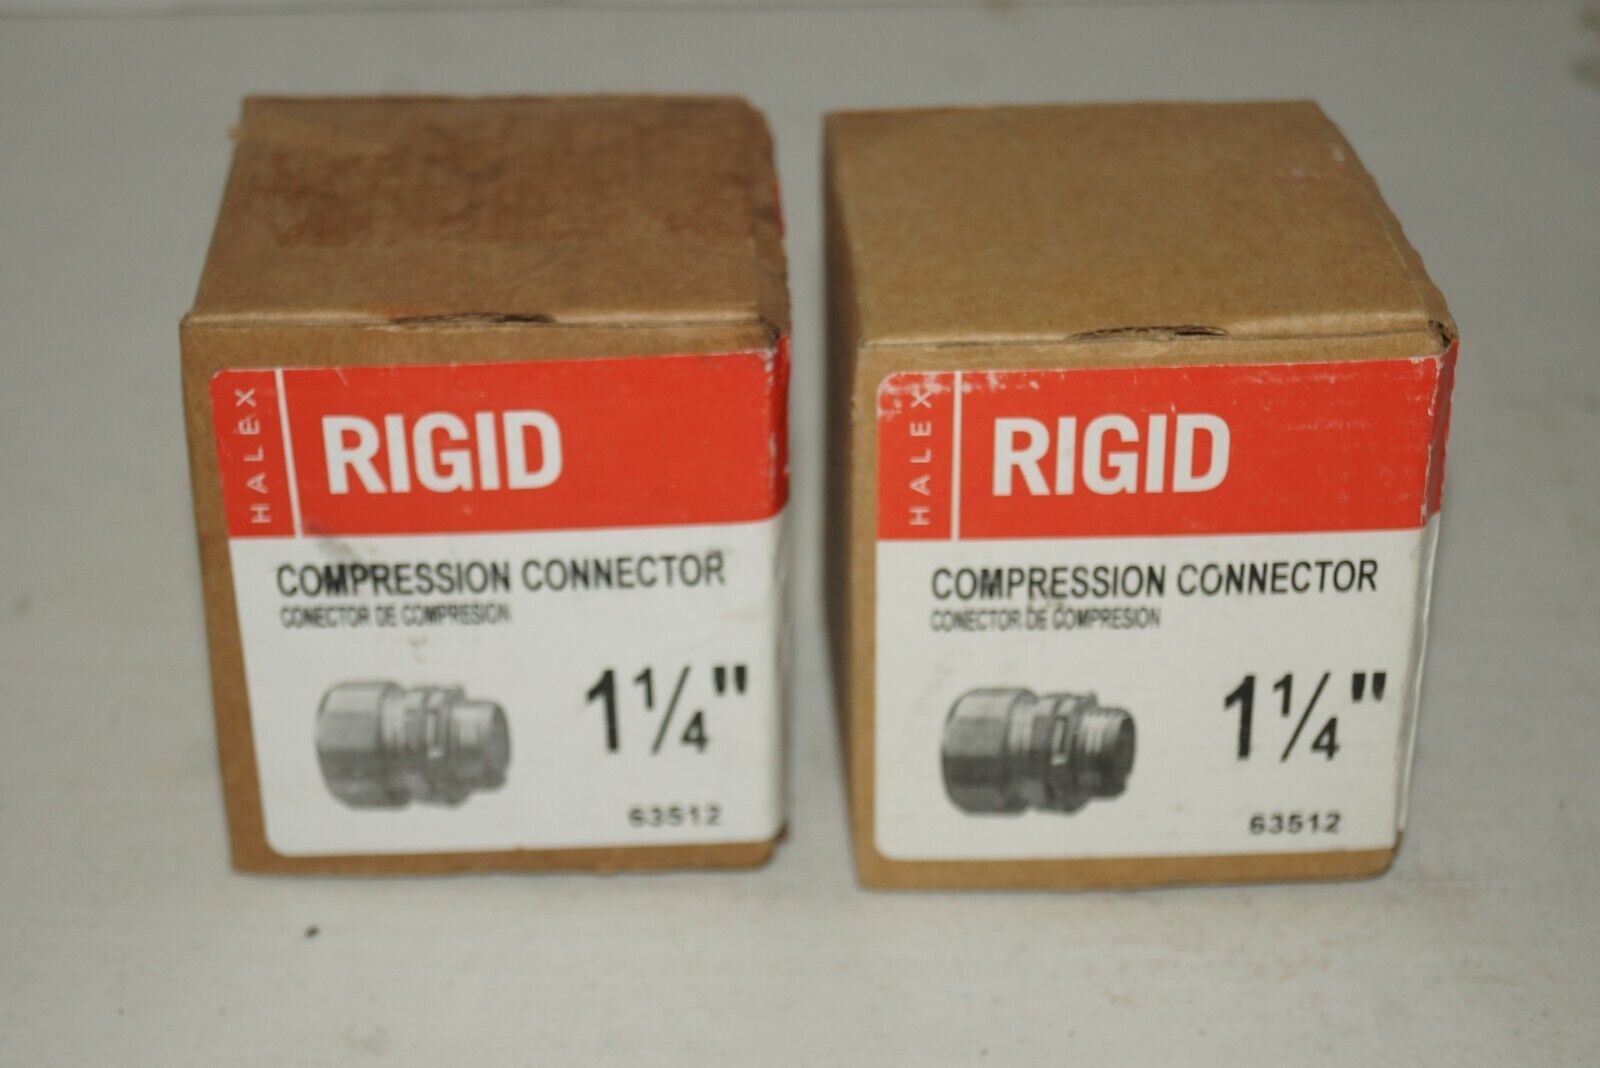 HALEX
RIGID
COMPRESSION CONNECTOR
CONECTOR DE COMPRESION
1¼"
63512
HALEX
RIGID
COMPRESSION CONNECTOR
CONECTOR DE COMPRESION
1¼"
63512